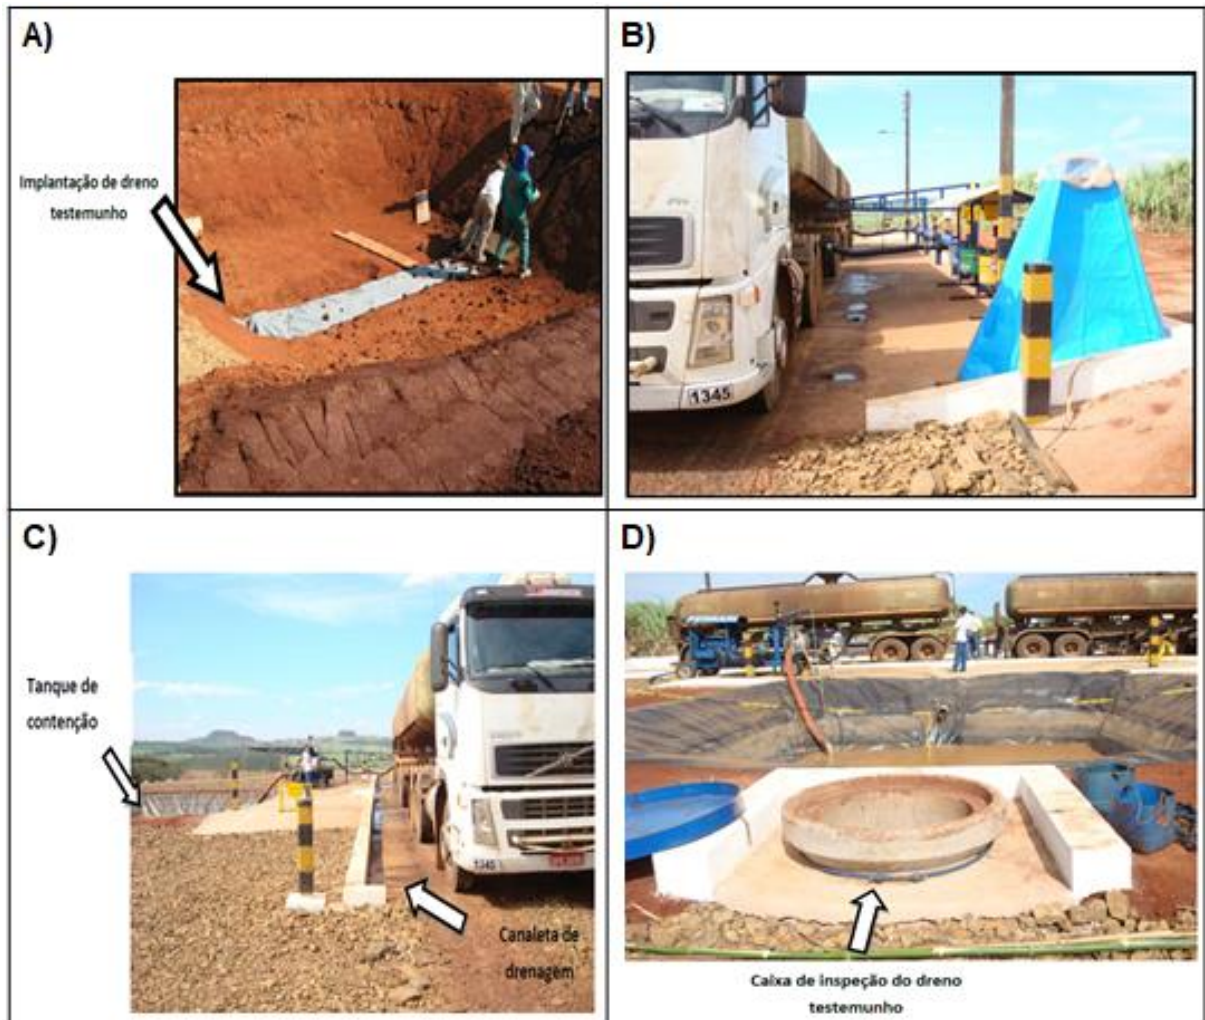 A)
Implantação de dreno
testemunho
B)
1345
C)
Tanque de
contenção
1345
Canaleta de
drenagem
D)
Caixa de inspeção do dreno
testemunho